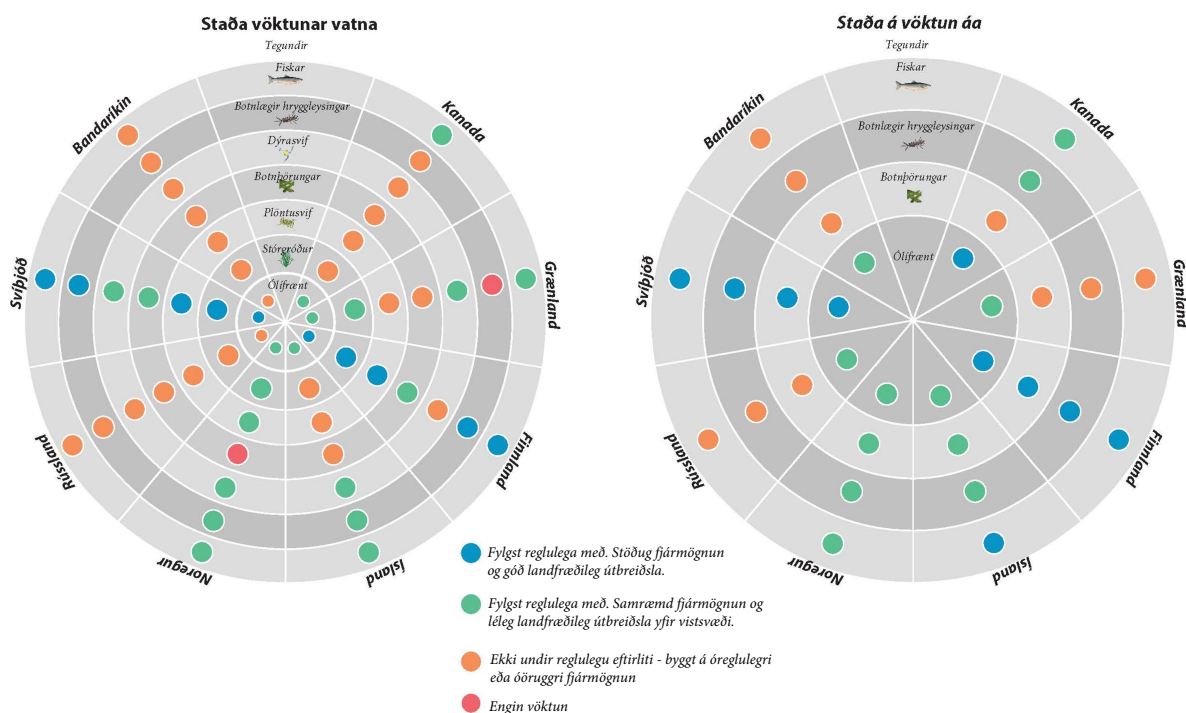 Staða vöktunar vatna
Tegundir
Fiskar
Botnlægir hryggleysingar
Dýrasvif
Botnþörungar
Plöntusvif
Stórgróður
Ólífrænt
Bandaríkin
Kanada
Svíþjóð
Grænland
Rússland
Finnland
Noregur
Ísland
Staða á vöktun áa
Tegundir
Fiskar
Botnlægir hryggleysingar
Botnþörungar
Ólífrænt
Bandaríkin
Kanada
Svíþjóð
Grænland
Rússland
Finnland
Noregur
Ísland
Fylgst reglulega með. Stöðug fjármögnun
og góð landfræðileg útbreiðsla.
Fylgst reglulega með. Samræmd fjármögnun og
léleg landfræðileg útbreiðsla yfir vistsvæði.
Ekki undir reglulegu eftirliti - byggt á óreglulegri
eða óöruggri fjármögnun
Engin vöktun